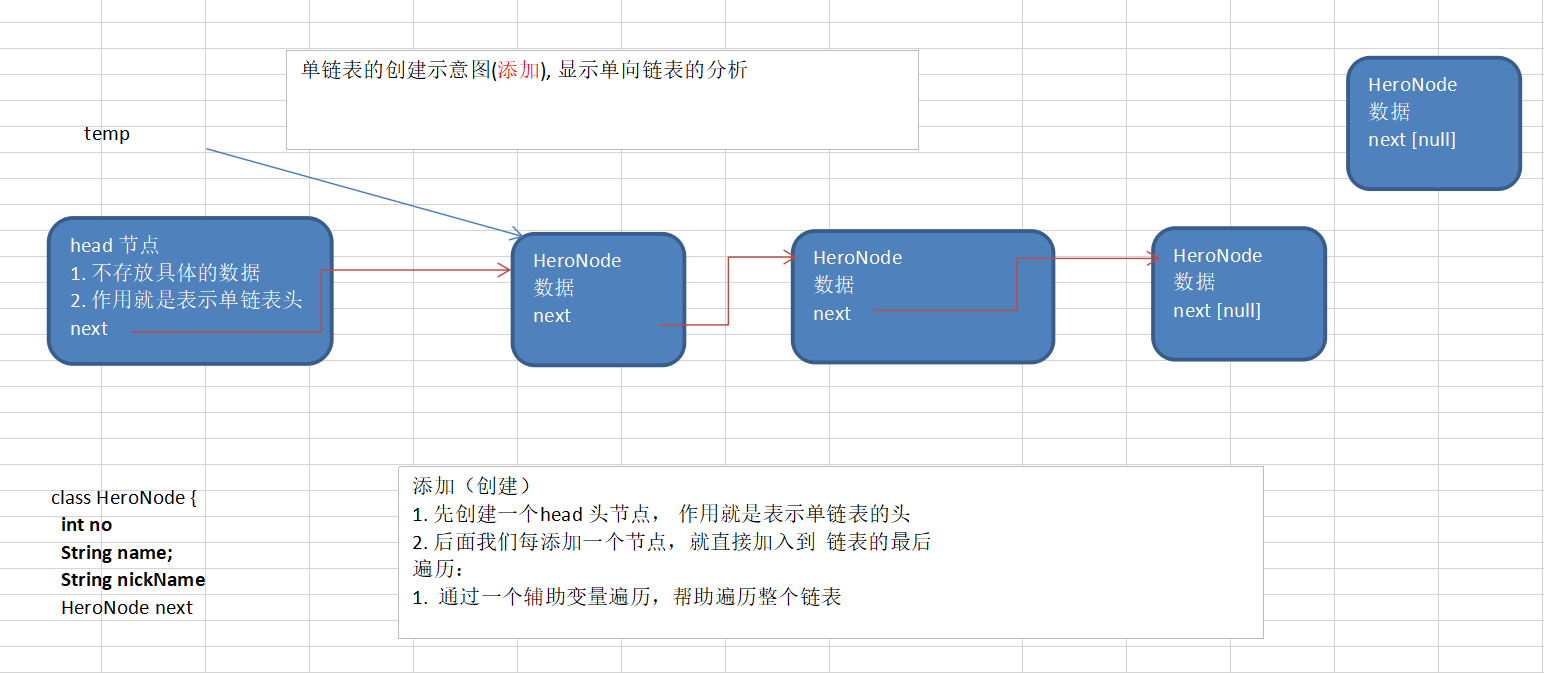 单链表的创建示意图(添加), 显示单向链表的分析
HeroNode
数据
next [null]
temp
head 节点
1. 不存放具体的数据
2. 作用就是表示单链表头
next
HeroNode
数据
next
HeroNode
数据
next
HeroNode
数据
next [null]
class HeroNode {
int no
String name;
String nickName
HeroNode next
添加（创建）
1. 先创建一个head 头节点， 作用就是表示单链表的头
2. 后面我们每添加一个节点，就直接加入到 链表的最后
遍历：
1. 通过一个辅助变量遍历，帮助遍历整个链表